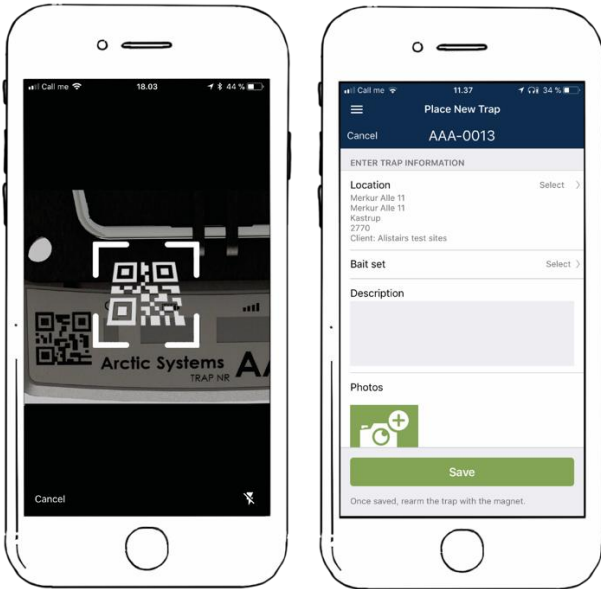 Call me 18.03 44 %
Arctic Systems
TRAP NR
Cancel
Call me 11.37 34 %
Place New Trap
Cancel AAA-0013
ENTER TRAP INFORMATION
Location Select
Merkur Alle 11
Merkur Alle 11
Kastrup
2770
Client: Alistairs test sites
Bait set Select
Description
Photos
Save
Once saved, rearm the trap with the magnet.